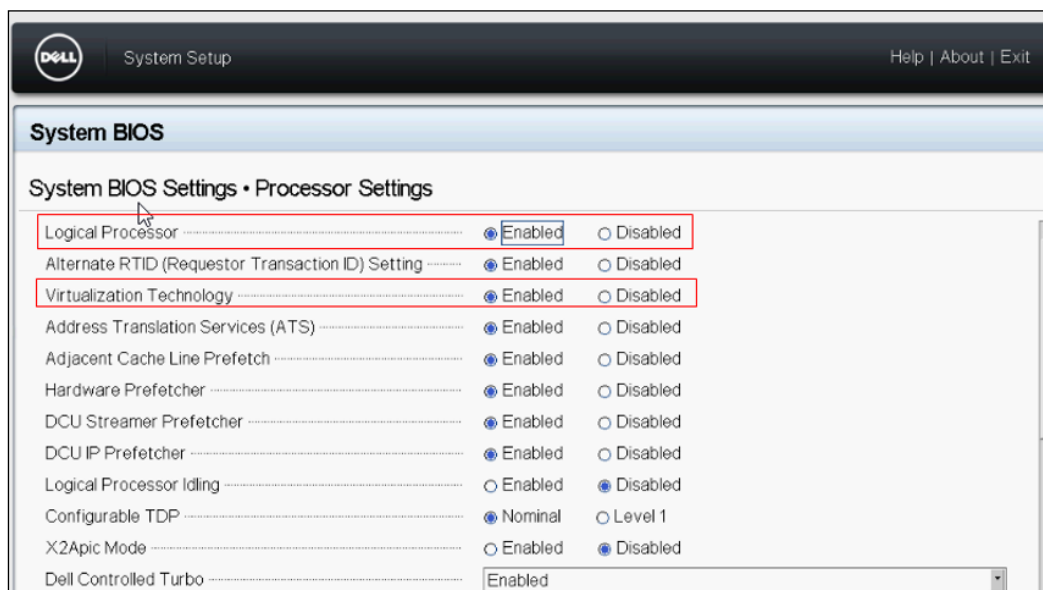 DELL
System Setup
Help | About | Exit
System BIOS
System BIOS Settings • Processor Settings
Logical Processor Enabled Disabled
Alternate RTID (Requestor Transaction ID) Setting Enabled Disabled
Virtualization Technology Enabled Disabled
Address Translation Services (ATS) Enabled Disabled
Adjacent Cache Line Prefetch Enabled Disabled
Hardware Prefetcher Enabled Disabled
DCU Streamer Prefetcher Enabled Disabled
DCU IP Prefetcher Enabled Disabled
Logical Processor Idling Enabled Disabled
Configurable TDP Nominal Level 1
X2Apic Mode Enabled Disabled
Dell Controlled Turbo Enabled